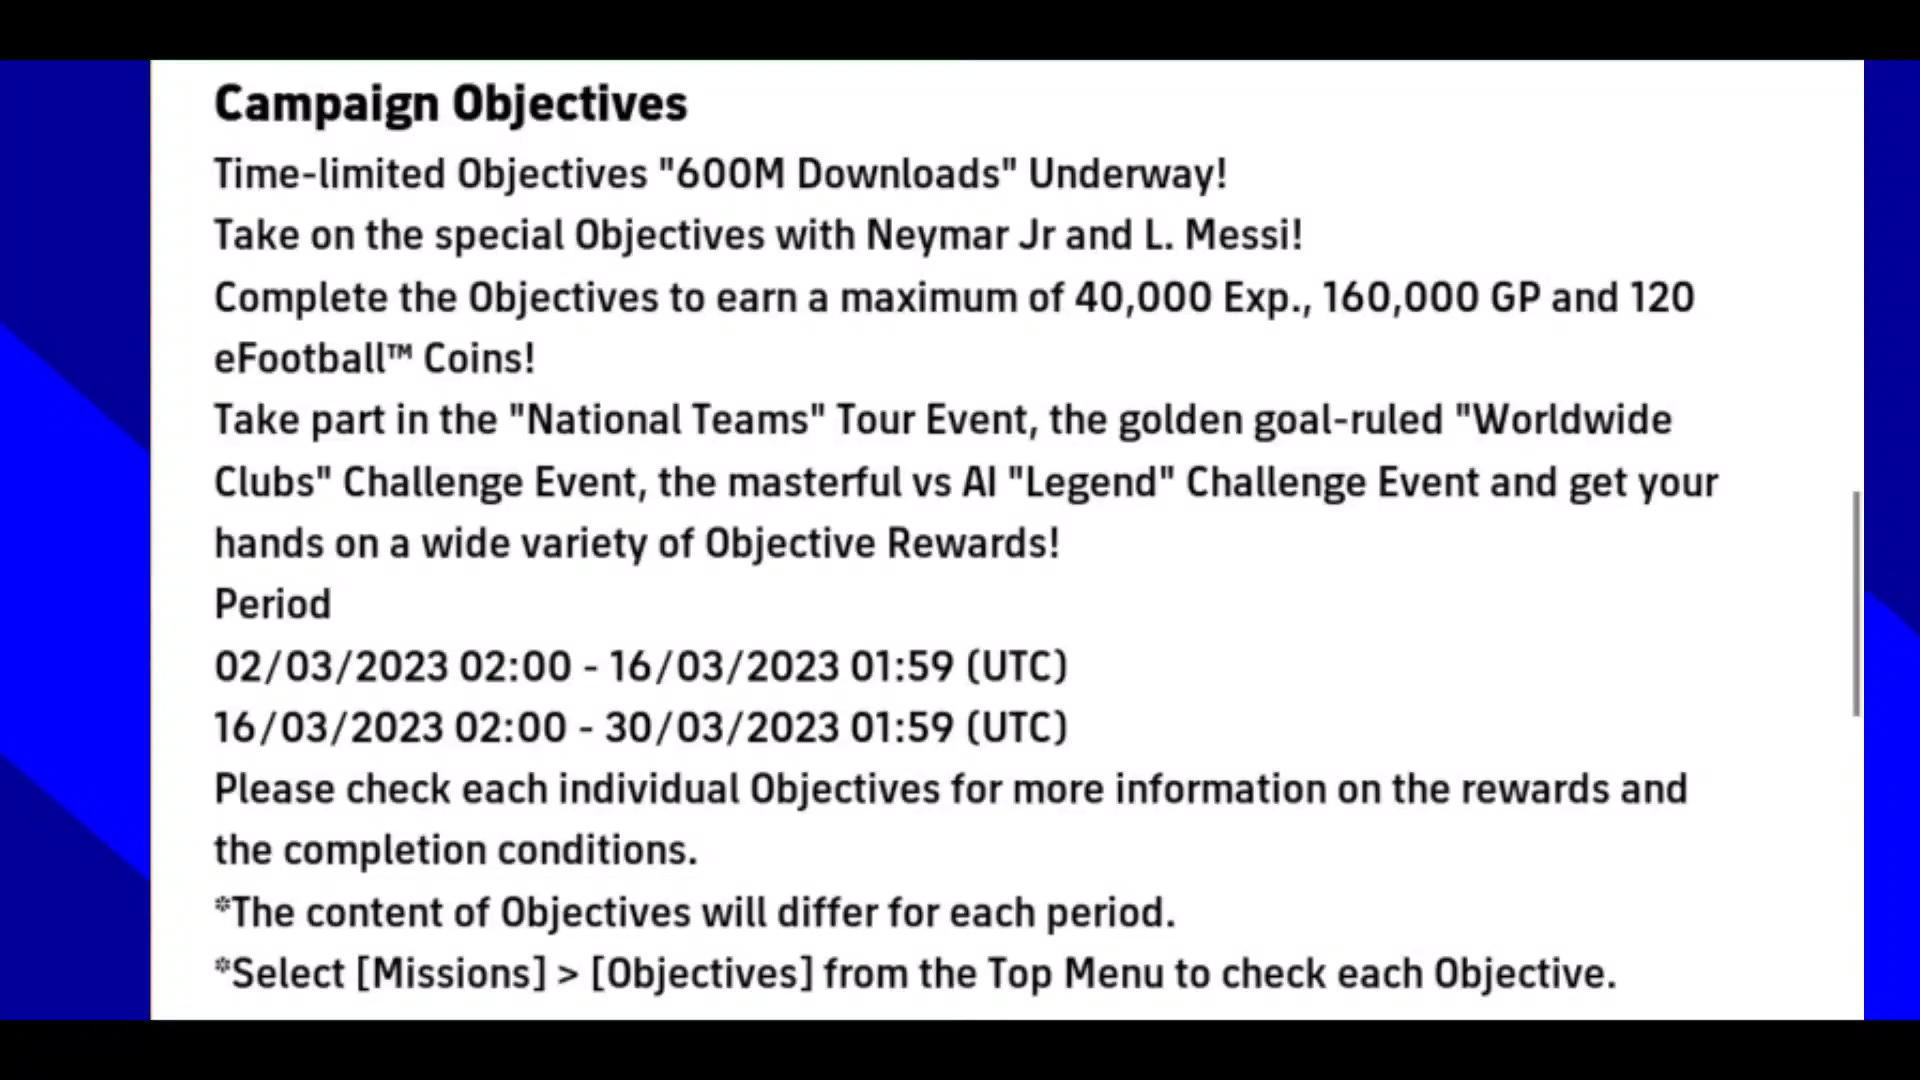 Campaign Objectives
Time-limited Objectives "600M Downloads" Underway!
Take on the special Objectives with Neymar Jr and L. Messi!
Complete the Objectives to earn a maximum of 40,000 Exp., 160,000 GP and 120
eFootball™ Coins!
Take part in the "National Teams" Tour Event, the golden goal-ruled "Worldwide
Clubs" Challenge Event, the masterful vs AI "Legend" Challenge Event and get your
hands on a wide variety of Objective Rewards!
Period
02/03/2023 02:00 - 16/03/2023 01:59 (UTC)
16/03/2023 02:00 - 30/03/2023 01:59 (UTC)
Please check each individual Objectives for more information on the rewards and
the completion conditions.
*The content of Objectives will differ for each period.
*Select [Missions] > [Objectives] from the Top Menu to check each Objective.